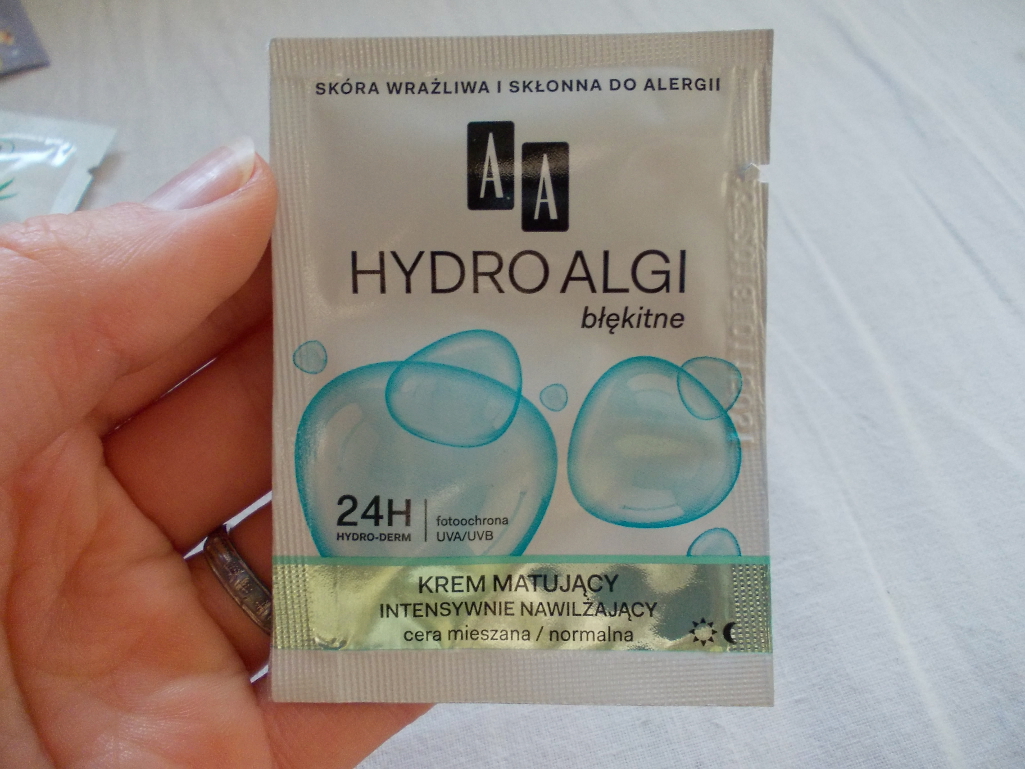 SKÓRA WRAŻLIWA I SKŁONNA DO ALERGII
A A
HYDRO ALGI
błękitne
24H
HYDRO-DERM
fotoochrona
UVA/UVB
KREM MATUJĄCY
INTENSYWNIE NAWILŻAJĄCY
cera mieszana / normalna